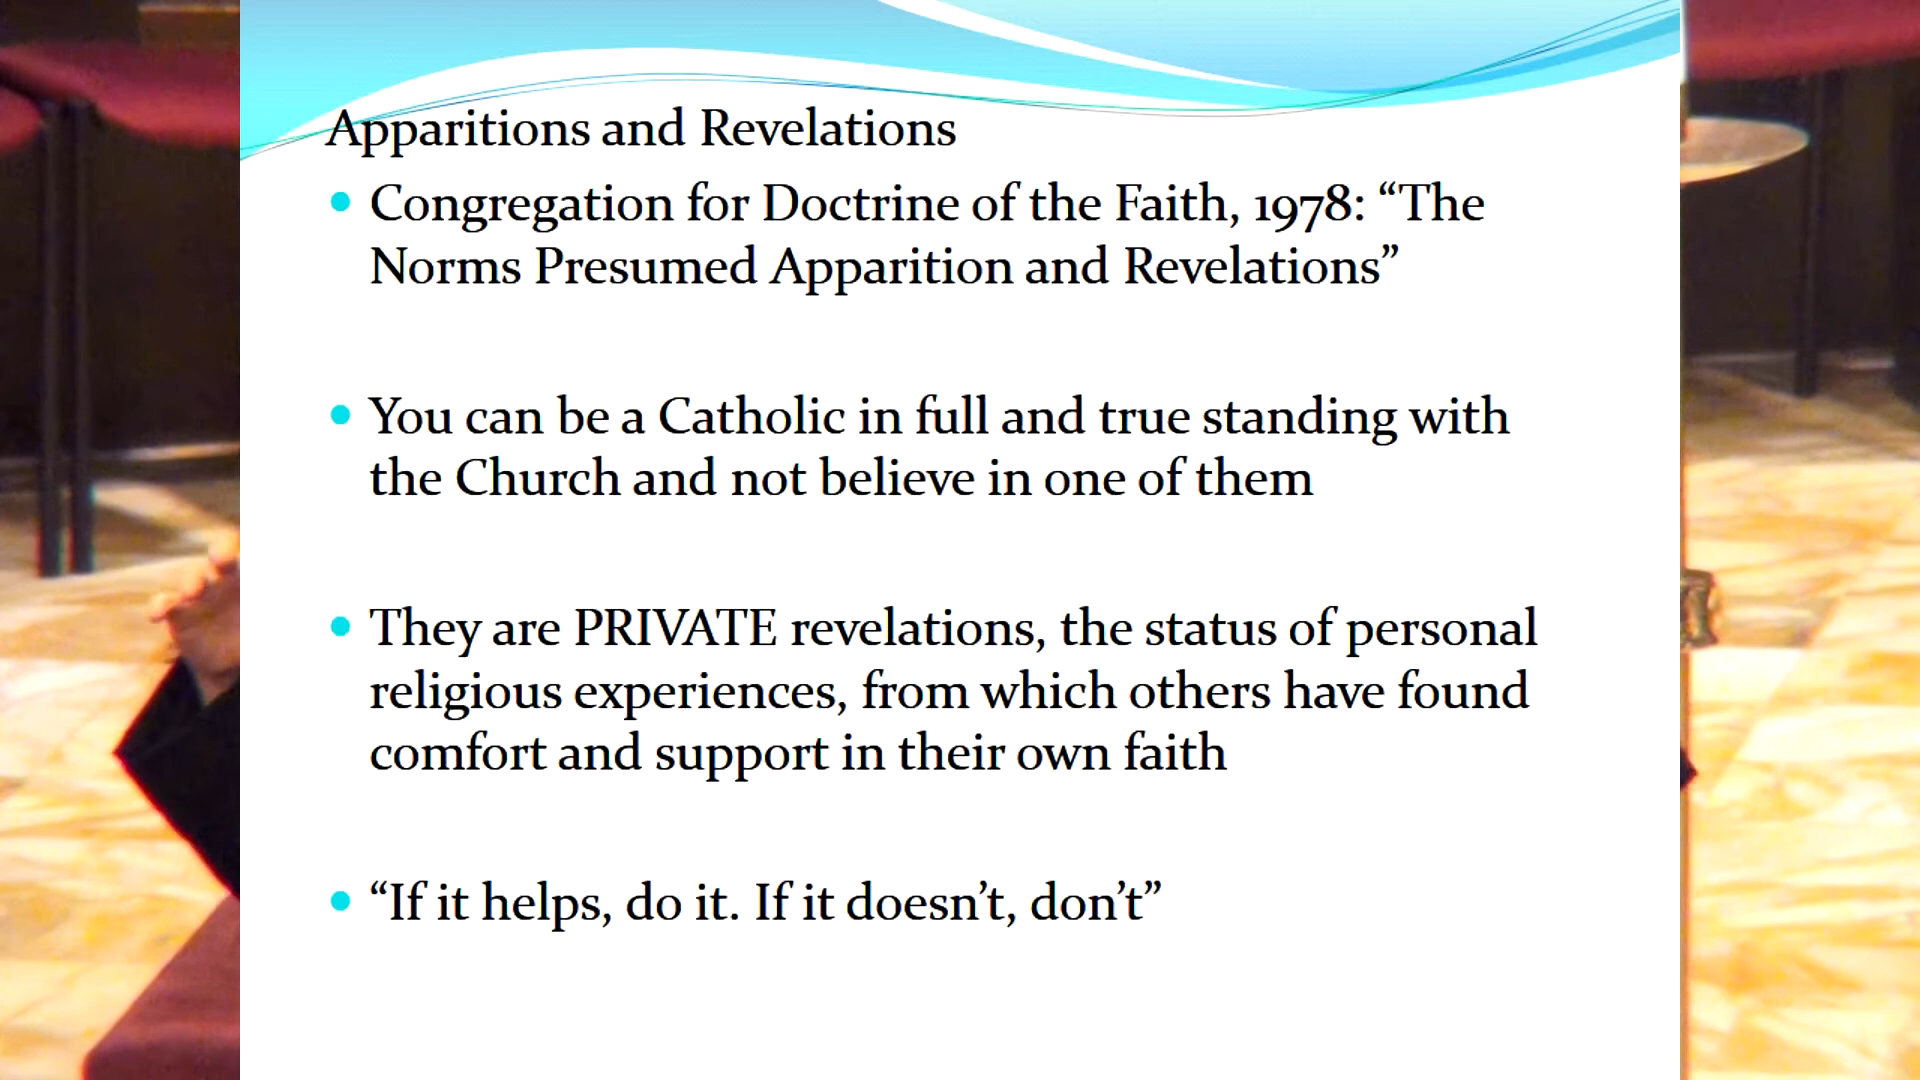 Apparitions and Revelations
Congregation for Doctrine of the Faith, 1978: “The
Norms Presumed Apparition and Revelations”
You can be a Catholic in full and true standing with
the Church and not believe in one of them
They are PRIVATE revelations, the status of personal
religious experiences, from which others have found
comfort and support in their own faith
“If it helps, do it. If it doesn’t, don’t”